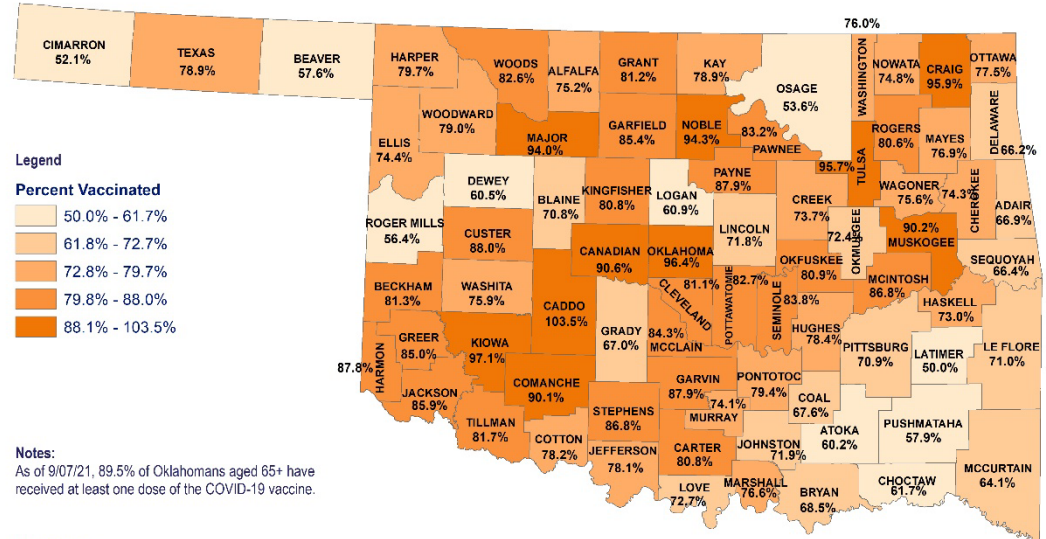 76.0%
CIMARRON
52.1%
TEXAS
78.9%
BEAVER
57.6%
HARPER
79.7%
WOODS
82.6%
ALFALFA
75.2%
GRANT
81.2%
KAY
78.9%
OSAGE
53.6%
WASHINGTON
NOWATA
74.8%
CRAIG
95.9%
OTTAWA
77.5%
DELAWARE
66.2%
ELLIS
74.4%
WOODWARD
79.0%
MAJOR
94.0%
GARFIELD
85.4%
NOBLE
94.3%
83.2%
PAWNEE
95.7%
TULSA
ROGERS
80.6%
MAYES
76.9%
Legend
Percent Vaccinated
50.0% - 61.7%
61.8% - 72.7%
72.8% - 79.7%
79.8% - 88.0%
88.1% - 103.5%
ROGER MILLS
56.4%
DEWEY
60.5%
BLAINE
70.8%
KINGFISHER
80.8%
LOGAN
60.9%
PAYNE
87.9%
CREEK
73.7%
WAGONER
75.6%
74.3%
CHEROKEE
ADAIR
66.9%
CUSTER
88.0%
CANADIAN
90.6%
OKLAHOMA
96.4%
LINCOLN
71.8%
72.4%
OKMULGEE
90.2%
MUSKOGEE
SEQUOYAH
66.4%
BECKHAM
81.3%
WASHITA
75.9%
CADDO
103.5%
GRADY
67.0%
81.1%
CLEVELAND
82.7%
POTTAWATOMIE
83.8%
SEMINOLE
OKFUSKEE
80.9%
MCINTOSH
86.8%
HASKELL
73.0%
87.8%
HARMON
GREER
85.0%
KIOWA
97.1%
84.3%
MCCLAIN
HUGHES
78.4%
PITTSBURG
70.9%
LATIMER
50.0%
LE FLORE
71.0%
JACKSON
85.9%
COMANCHE
90.1%
GARVIN
87.9%
PONTOTOC
79.4%
COAL
67.6%
TILLMAN
81.7%
COTTON
78.2%
STEPHENS
86.8%
74.1%
MURRAY
ATOKA
60.2%
PUSHMATAHA
57.9%
JEFFERSON
78.1%
CARTER
80.8%
JOHNSTON
71.9%
MCCURTAIN
64.1%
LOVE
72.7%
MARSHALL
76.6%
BRYAN
68.5%
CHOCTAW
61.7%
Notes:
As of 9/07/21, 89.5% of Oklahomans aged 65+ have
received at least one dose of the COVID-19 vaccine.